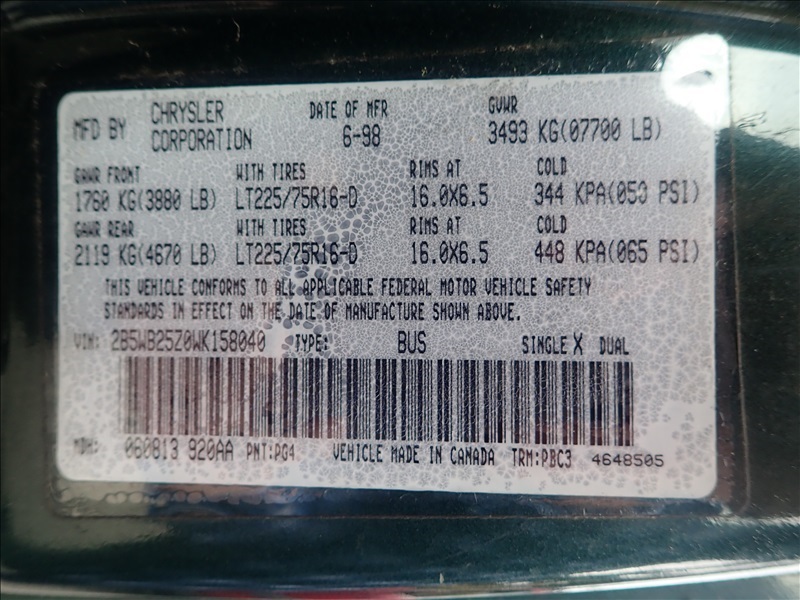 MFD BY CHRYSLER CORPORATION DATE OF MFR 6-98 GVWR 3493 KG(07700 LB)
GAWR FRONT WITH TIRES RIMS AT COLD
1760 KG(3880 LB) LT225/75R16-D 16.0X6.5 344 KPA(050 PSI)
GAWR REAR WITH TIRES RIMS AT COLD
2119 KG(4670 LB) LT225/75R16-D 16.0X6.5 448 KPA(065 PSI)
THIS VEHICLE CONFORMS TO ALL APPLICABLE FEDERAL MOTOR VEHICLE SAFETY
STANDARDS IN EFFECT ON THE DATE OF MANUFACTURE SHOWN ABOVE.
VIN: 2B5WB25Z0WK158040 TYPE: BUS SINGLE X DUAL
MDH: 060813 920AA PNT:PG4 VEHICLE MADE IN CANADA TRM:PBC3 4648505